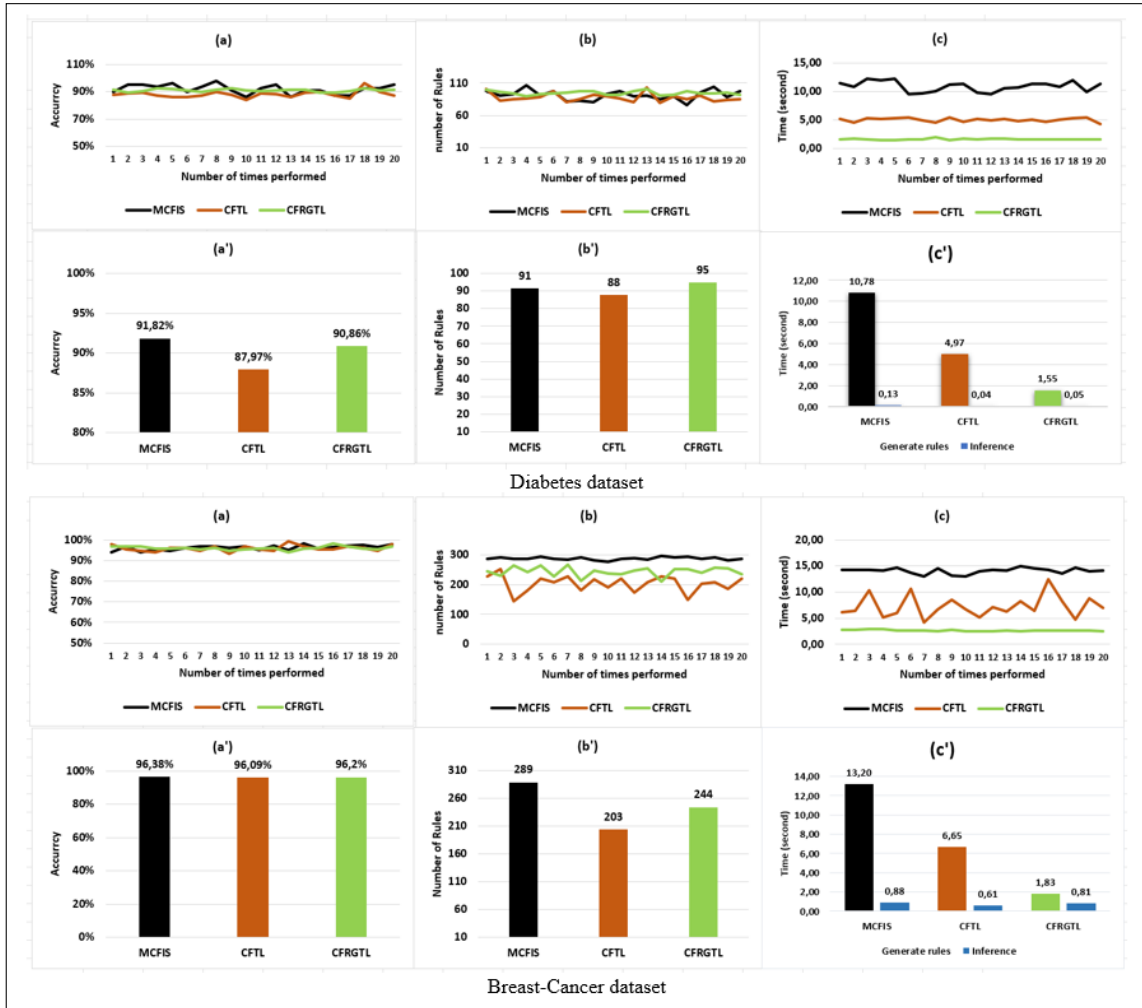 (a)
Accurrcy
110%
90%
70%
50%
1 2 3 4 5 6 7 8 9 10 11 12 13 14 15 16 17 18 19 20
Number of times performed
MCFIS CFTL CFRGTL
(b)
number of Rules
110
60
10
1 2 3 4 5 6 7 8 9 10 11 12 13 14 15 16 17 18 19 20
Number of times performed
MCFIS CFTL CFRGTL
(c)
Time (second)
15,00
10,00
5,00
0,00
1 2 3 4 5 6 7 8 9 10 11 12 13 14 15 16 17 18 19 20
Number of times performed
MCFIS CFTL CFRGTL
(a')
Accurrcy
100%
95%
90%
85%
80%
91,82%
87,97%
90,86%
MCFIS CFTL CFRGTL
(b')
Number of Rules
100
90
80
70
60
50
40
30
20
10
91
88
95
MCFIS CFTL CFRGTL
(c')
Time (second)
12,00
10,00
8,00
6,00
4,00
2,00
0,00
10,78
0,13
4,97
0,04
1,55
0,05
MCFIS CFTL CFRGTL
Generate rules Inference
Diabetes dataset
(a)
Accurrcy
100%
90%
80%
70%
60%
50%
1 2 3 4 5 6 7 8 9 10 11 12 13 14 15 16 17 18 19 20
Number of times performed
MCFIS CFTL CFRGTL
(b)
number of Rules
300
200
100
0
1 2 3 4 5 6 7 8 9 10 11 12 13 14 15 16 17 18 19 20
Number of times performed
MCFIS CFTL CFRGTL
(c)
Time (second)
20,00
15,00
10,00
5,00
0,00
1 2 3 4 5 6 7 8 9 10 11 12 13 14 15 16 17 18 19 20
Number of times performed
MCFIS CFTL CFRGTL
(a')
Accurrcy
100%
80%
60%
40%
20%
0%
96,38%
96,09%
96,2%
MCFIS CFTL CFRGTL
(b')
Number of Rules
310
260
210
160
110
60
10
289
203
244
MCFIS CFTL CFRGTL
(c')
Time (second)
14,00
12,00
10,00
8,00
6,00
4,00
2,00
0,00
13,20
0,88
6,65
0,61
1,83
0,81
MCFIS CFTL CFRGTL
Generate rules Inference
Breast-Cancer dataset